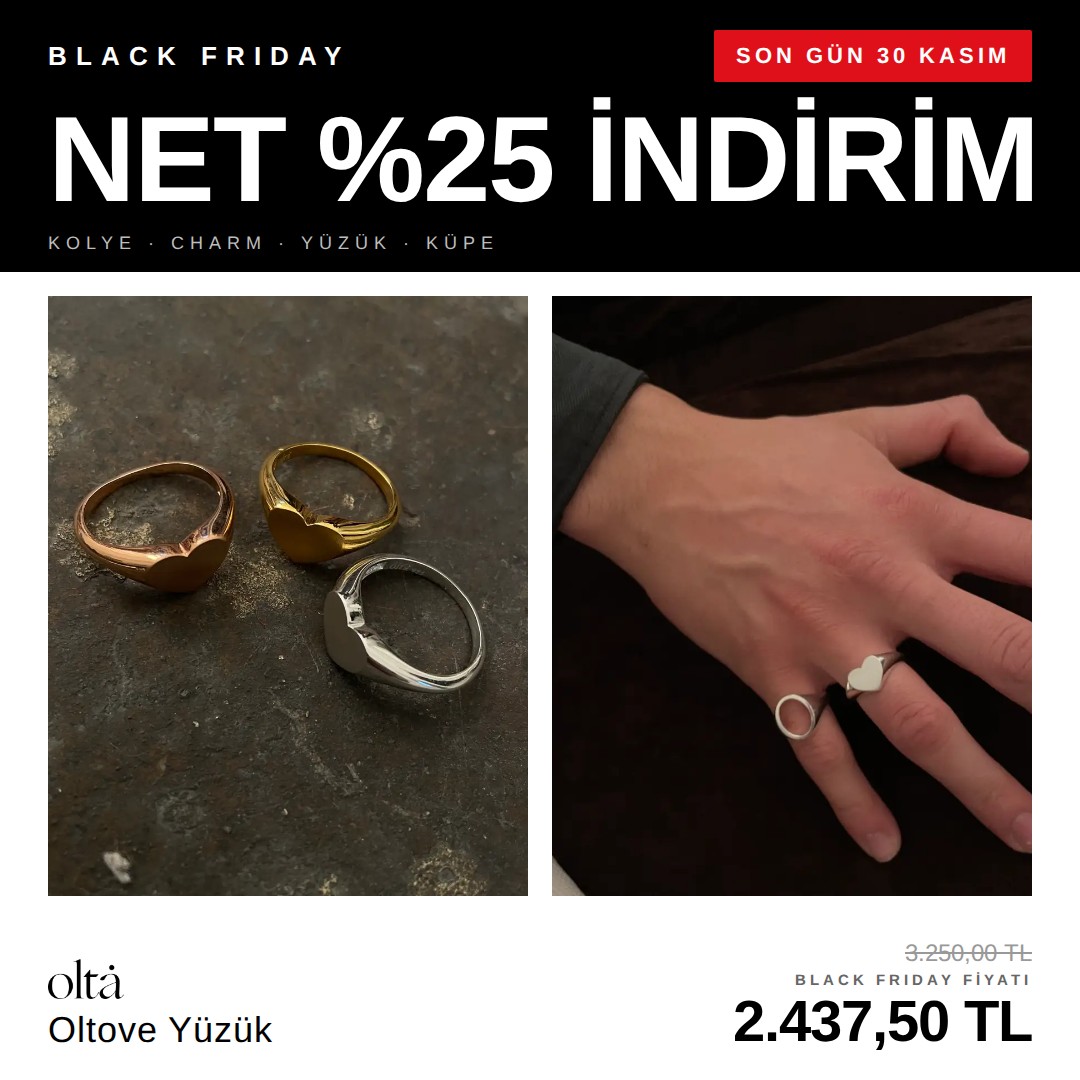 BLACK FRIDAY
SON GÜN 30 KASIM
NET %25 İNDİRİM
KOLYE · CHARM · YÜZÜK · KÜPE
olta
Oltove Yüzük
3.250,00 TL
BLACK FRIDAY FİYATI
2.437,50 TL